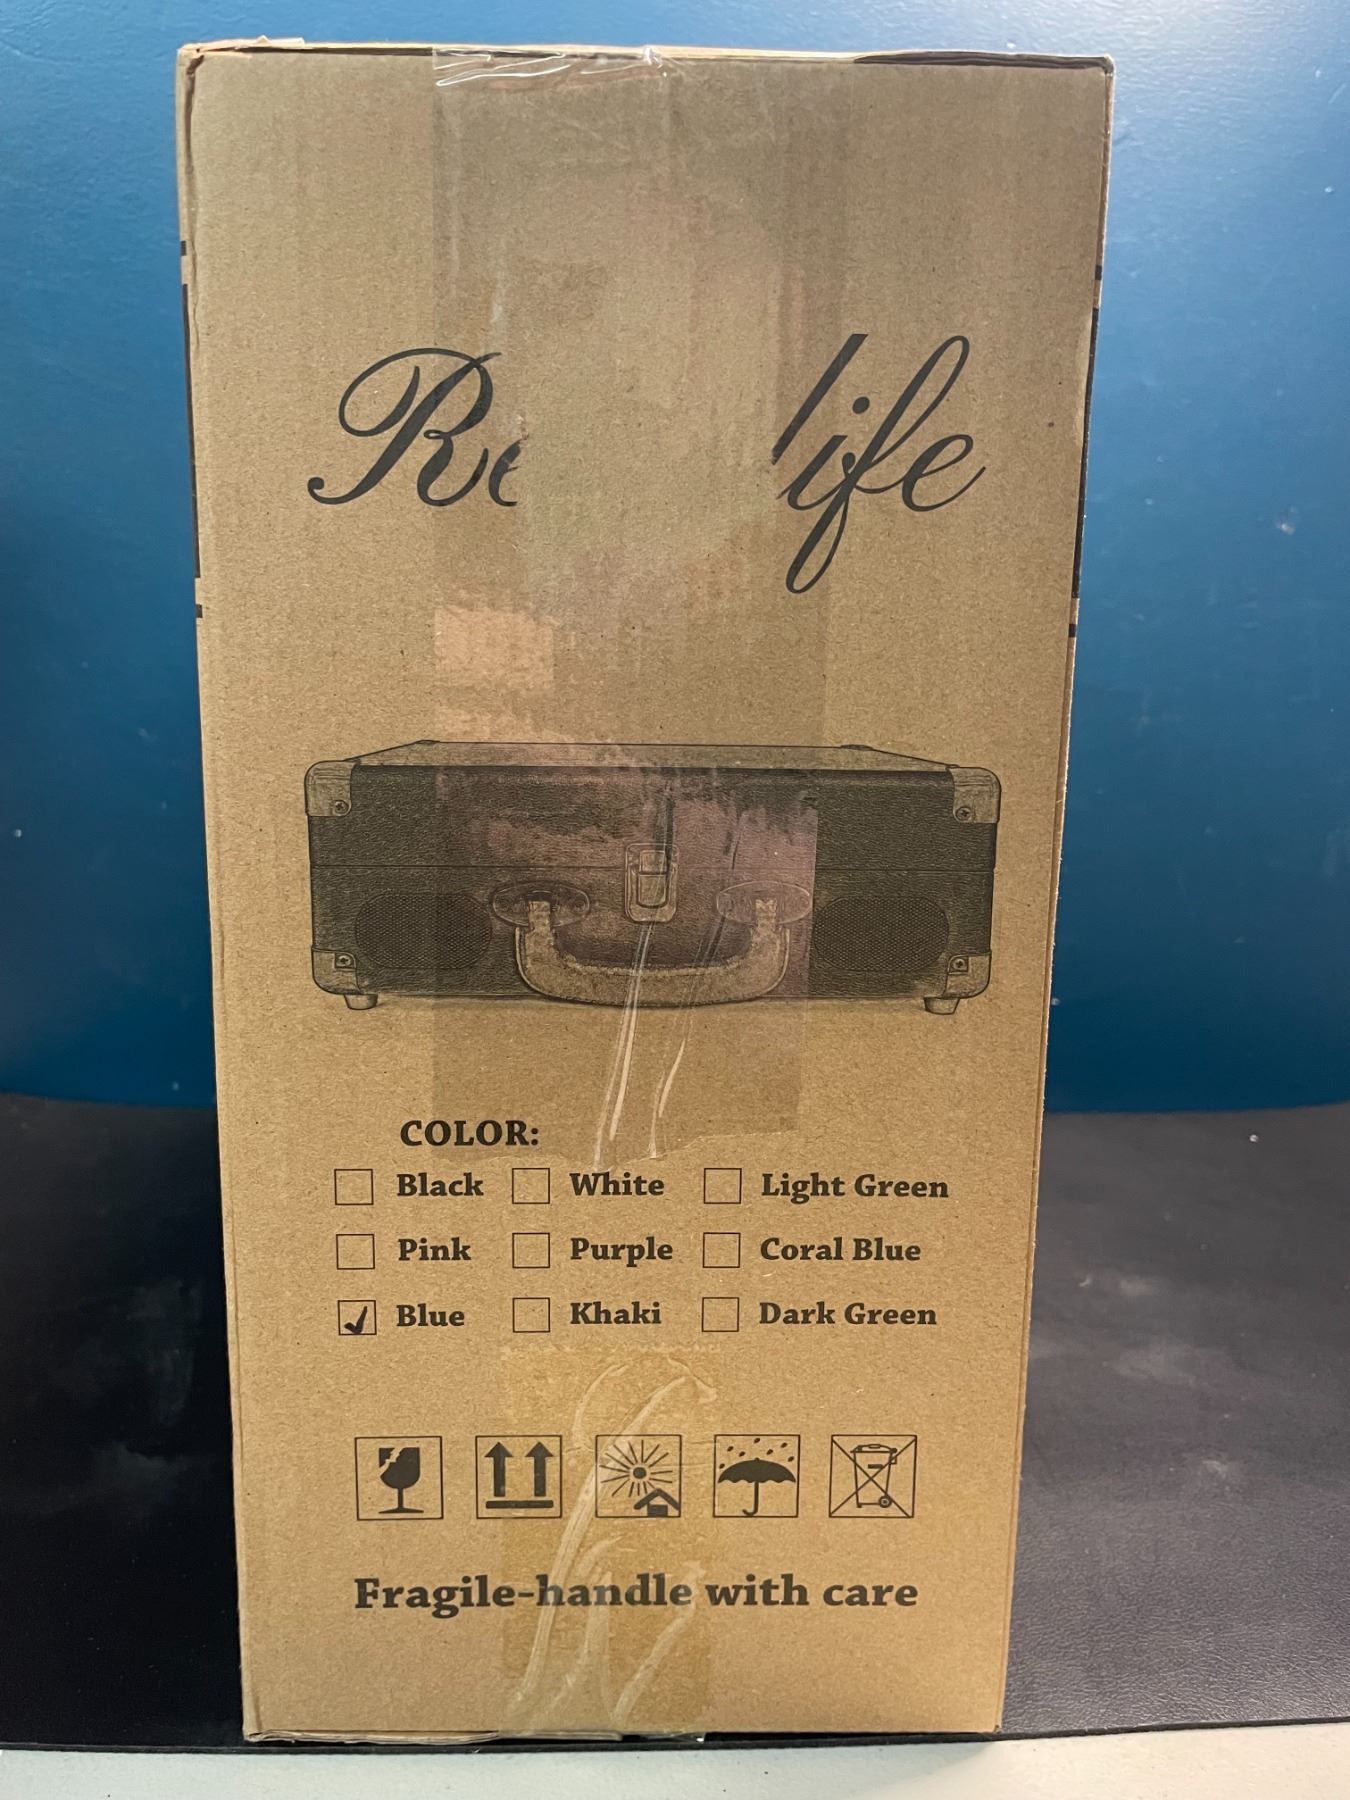 Re life
COLOR:
Black White Light Green
Pink Purple Coral Blue
Blue Khaki Dark Green
Fragile-handle with care